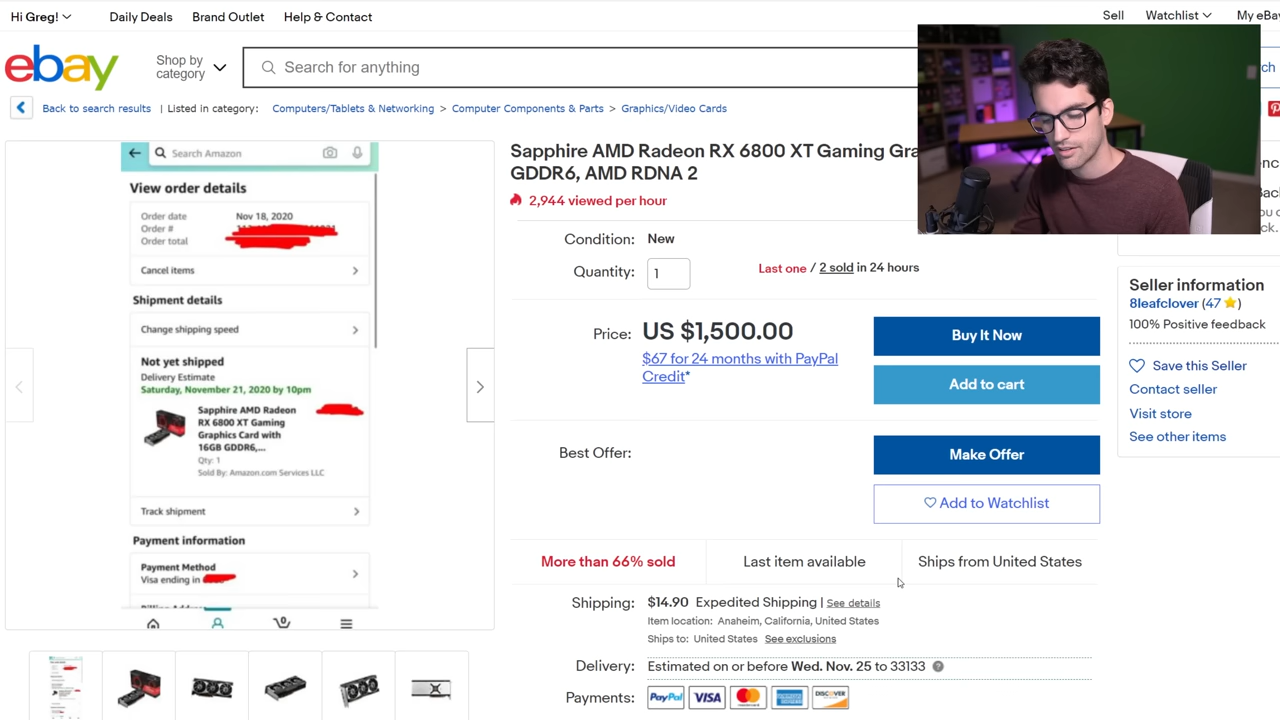 Hi Greg!
Daily Deals
Brand Outlet
Help & Contact
Sell
Watchlist
My eBay
ebay
Shop by
category
Search for anything
Back to search results
Listed in category:
Computers/Tablets & Networking > Computer Components & Parts > Graphics/Video Cards
Search Amazon
View order details
Order date Nov 18, 2020
Order #
Order total
Cancel items
Shipment details
Change shipping speed
Not yet shipped
Delivery Estimate
Saturday, November 21, 2020 by 10pm
Sapphire AMD Radeon
RX 6800 XT Gaming
Graphics Card with
16GB GDDR6,...
Qty: 1
Sold By: Amazon.com Services LLC
Track shipment
Payment information
Payment Method
Visa ending in
Sapphire AMD Radeon RX 6800 XT Gaming Gra
GDDR6, AMD RDNA 2
2,944 viewed per hour
Condition: New
Quantity: 1
Last one / 2 sold in 24 hours
Price: US $1,500.00
$67 for 24 months with PayPal
Credit*
Buy It Now
Add to cart
Best Offer:
Make Offer
Add to Watchlist
More than 66% sold
Last item available
Ships from United States
Shipping: $14.90 Expedited Shipping | See details
Item location: Anaheim, California, United States
Ships to: United States See exclusions
Delivery: Estimated on or before Wed. Nov. 25 to 33133
Payments: PayPal VISA mastercard AMERICAN EXPRESS DISCOVER
Seller information
8leafclover (47)
100% Positive feedback
Save this Seller
Contact seller
Visit store
See other items